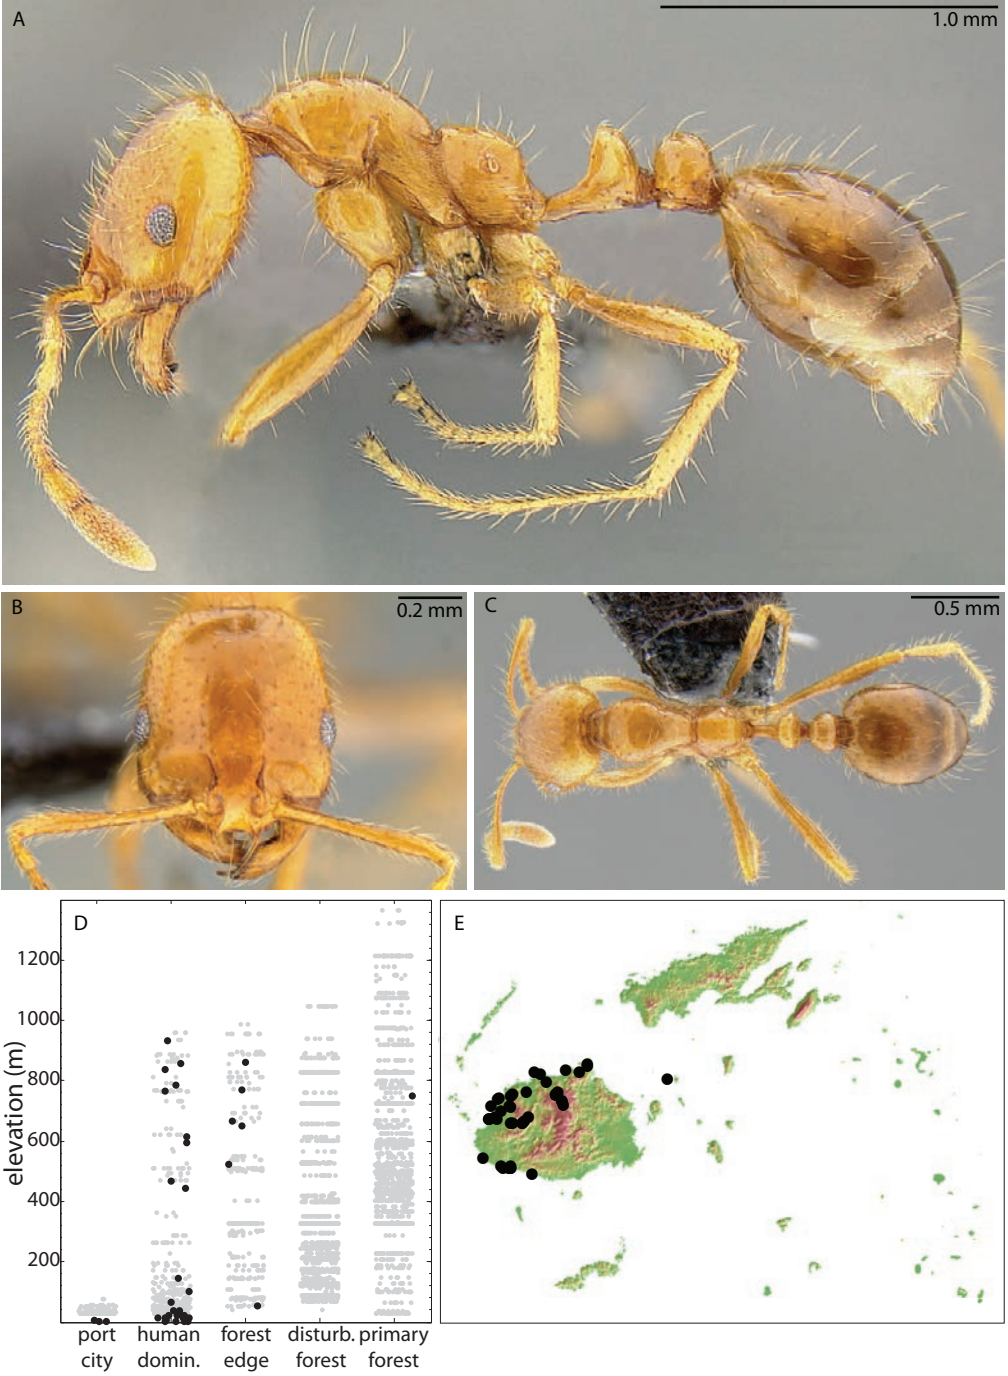 A
1.0 mm
B
0.2 mm
C
0.5 mm
D
E
elevation (m)
1200
1000
800
600
400
200
port city
human domin.
forest edge
disturb. forest
primary forest